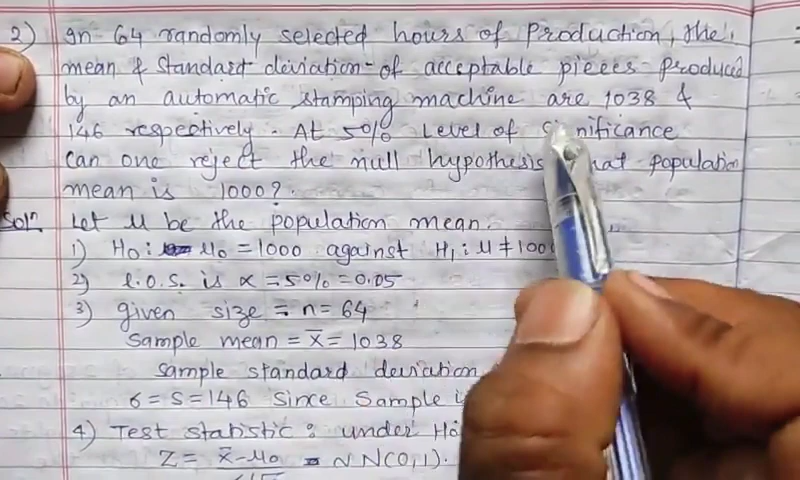 2) In 64 randomly selected hours of production, the
mean & standard deviation of acceptable pieces produced
by an automatic stamping machine are 1038 &
146 respectively. At 5% level of significance
can one reject the null hypothesis that population
mean is 1000?
Soln. Let μ be the population mean.
1) H0: μ0 = 1000 against H1: μ ≠ 100
2) l.o.s. is α = 5% = 0.05
3) given size = n = 64
Sample mean = x̄ = 1038
Sample standard deviation
σ = S = 146 Since Sample
4) Test statistic: under H0
Z = x̄-μ0 ~ N(0,1).